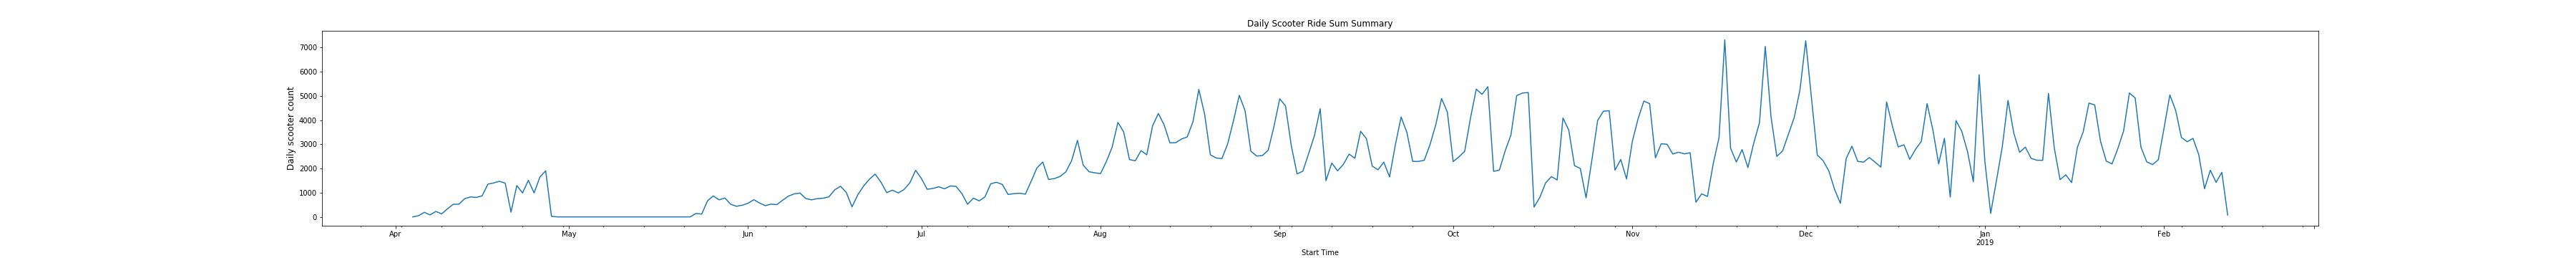 Daily Scooter Ride Sum Summary
Daily scooter count
7000
6000
5000
4000
3000
2000
1000
0
Apr May Jun Jul Aug Sep Oct Nov Dec Jan Feb
2019
Start Time